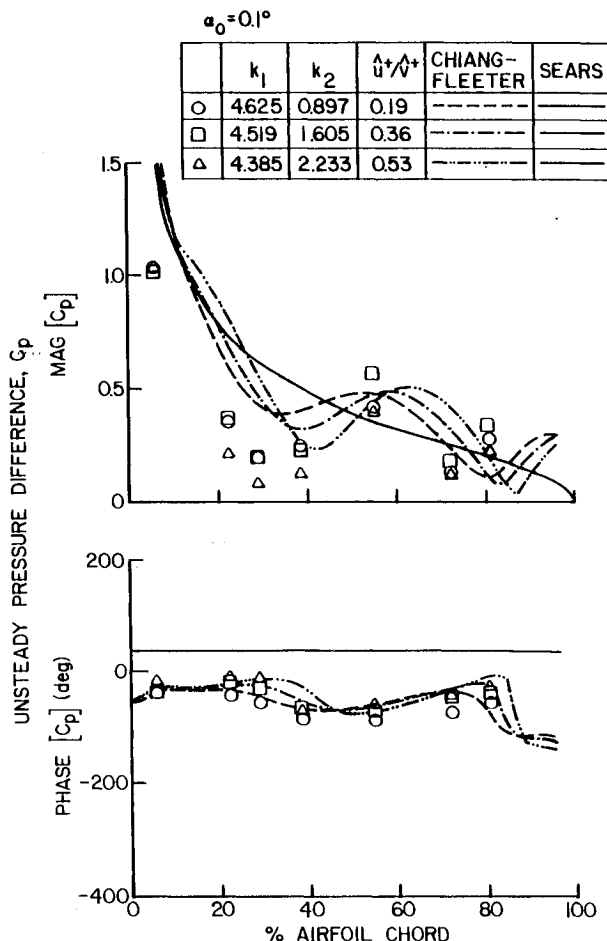 α₀=0.1°
k₁ k₂ û⁺/v̂⁺ CHIANG-FLEETER SEARS
○ 4.625 0.897 0.19
□ 4.519 1.605 0.36
△ 4.385 2.233 0.53
UNSTEADY PRESSURE DIFFERENCE, Cp
MAG [Cp]
1.5
1.0
0.5
0
PHASE [Cp] (deg)
200
0
-200
-400
0 20 40 60 80 100
% AIRFOIL CHORD